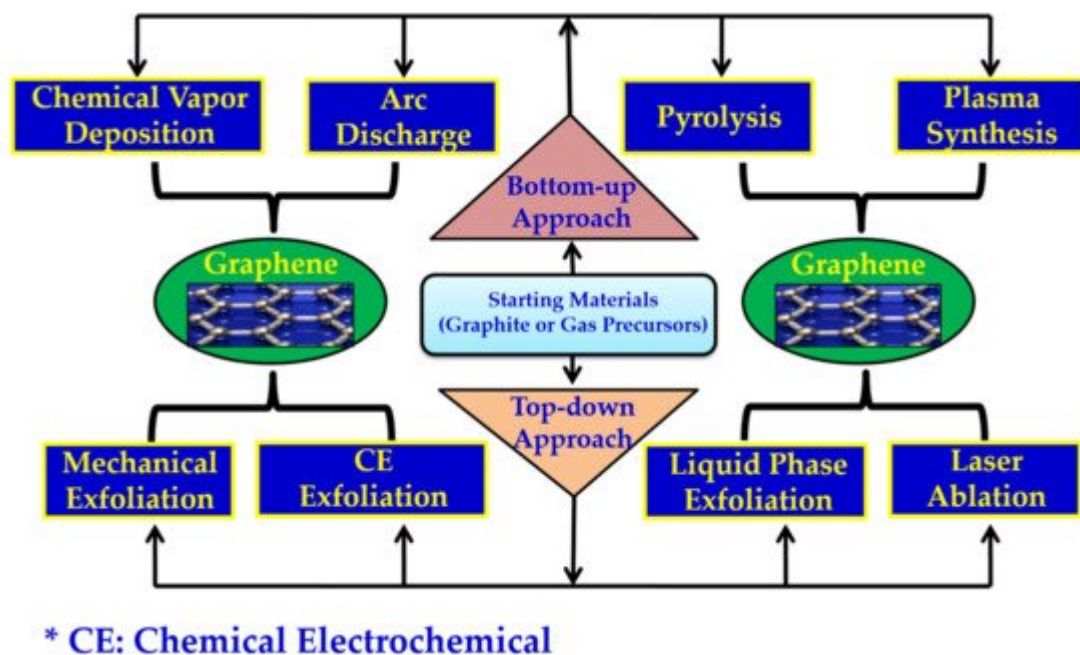 Chemical Vapor
Deposition
Arc
Discharge
Pyrolysis
Plasma
Synthesis
Bottom-up
Approach
Graphene
Graphene
Starting Materials
(Graphite or Gas Precursors)
Top-down
Approach
Mechanical
Exfoliation
CE
Exfoliation
Liquid Phase
Exfoliation
Laser
Ablation
* CE: Chemical Electrochemical